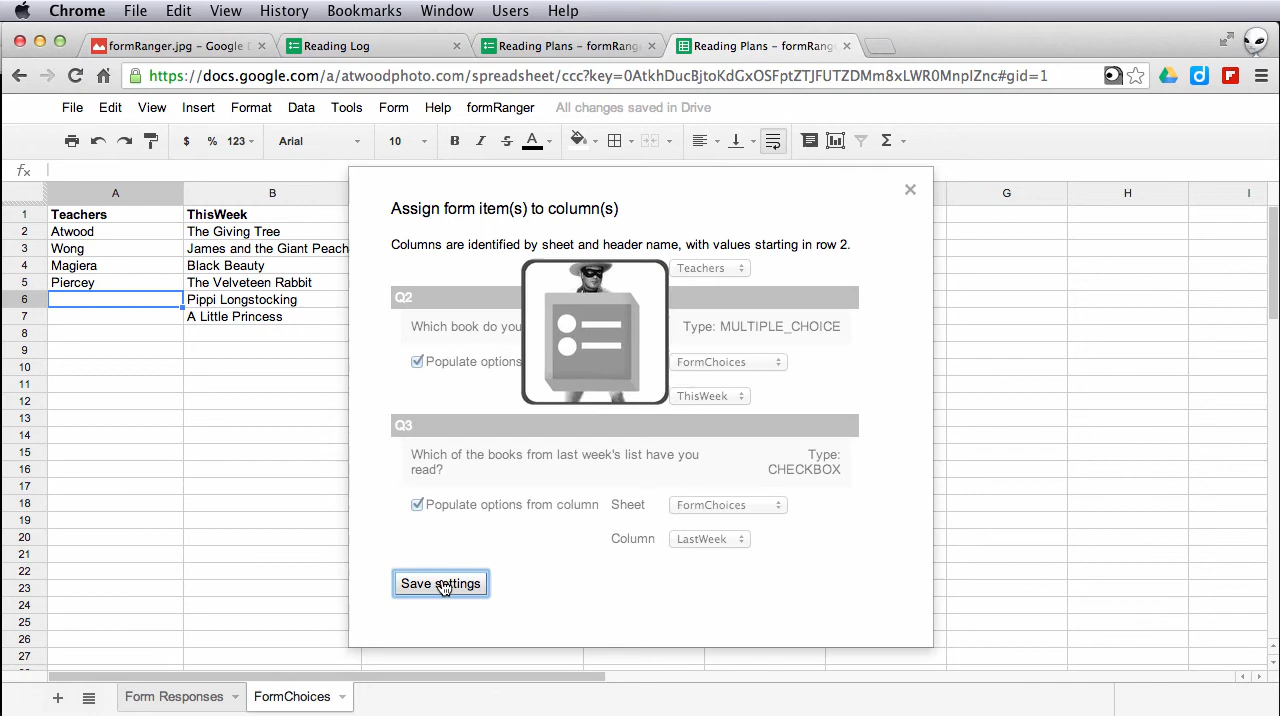 Chrome File Edit View History Bookmarks Window Users Help
formRanger.jpg - Google × Reading Log × Reading Plans - formRang × Reading Plans - formRang ×
https://docs.google.com/a/atwoodphoto.com/spreadsheet/ccc?key=0AtkhDucBjtoKdGxOSFptZTJFUTZDMm8xLWR0MnplZnc#gid=1
File Edit View Insert Format Data Tools Form Help formRanger All changes saved in Drive
$ % 123 Arial 10 B I S A Σ
fx
A B G H I
1 Teachers ThisWeek
2 Atwood The Giving Tree
3 Wong James and the Giant Peach
4 Magiera Black Beauty
5 Piercey The Velveteen Rabbit
6 Pippi Longstocking
7 A Little Princess
8
9
10
11
12
13
14
15
16
17
18
19
20
21
22
23
24
25
26
27
×
Assign form item(s) to column(s)
Columns are identified by sheet and header name, with values starting in row 2.
Teachers
Q2
Which book do you Type: MULTIPLE_CHOICE
Populate options FormChoices
ThisWeek
Q3
Which of the books from last week's list have you Type:
read? CHECKBOX
Populate options from column Sheet FormChoices
Column LastWeek
Save settings
+ Form Responses FormChoices